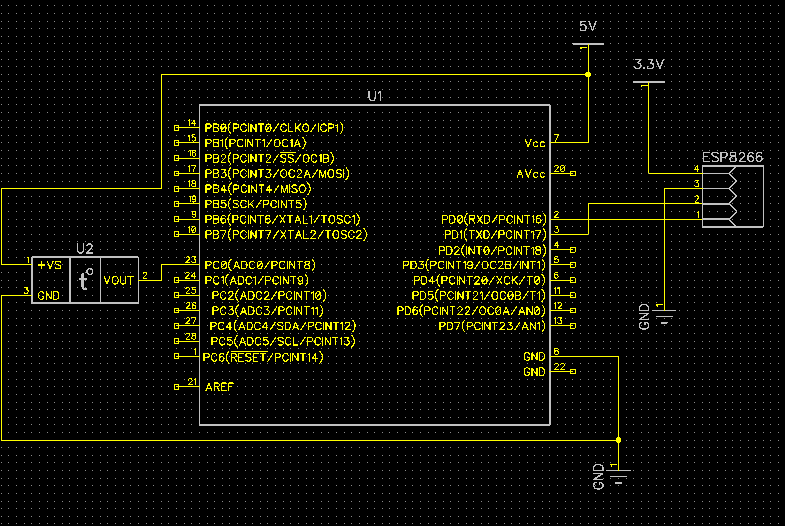 5V
3.3V
U1
ESP8266
14 PB0(PCINT0/CLKO/ICP1)
15 PB1(PCINT1/OC1A)
16 PB2(PCINT2/SS/OC1B)
17 PB3(PCINT3/OC2A/MOSI)
18 PB4(PCINT4/MISO)
19 PB5(SCK/PCINT5)
9 PB6(PCINT6/XTAL1/TOSC1)
10 PB7(PCINT7/XTAL2/TOSC2)
23 PC0(ADC0/PCINT8)
24 PC1(ADC1/PCINT9)
25 PC2(ADC2/PCINT10)
26 PC3(ADC3/PCINT11)
27 PC4(ADC4/SDA/PCINT12)
28 PC5(ADC5/SCL/PCINT13)
1 PC6(RESET/PCINT14)
21 AREF
Vcc 7
AVcc 20
PD0(RXD/PCINT16) 2
PD1(TXD/PCINT17) 3
PD2(INT0/PCINT18) 4
PD3(PCINT19/OC2B/INT1) 5
PD4(PCINT20/XCK/T0) 6
PD5(PCINT21/OC0B/T1) 11
PD6(PCINT22/OC0A/AN0) 12
PD7(PCINT23/AN1) 13
GND 8
GND 22
U2
1 +VS
t°
VOUT 2
3 GND
4
3
2
1
1
1
GND 1
GND 1